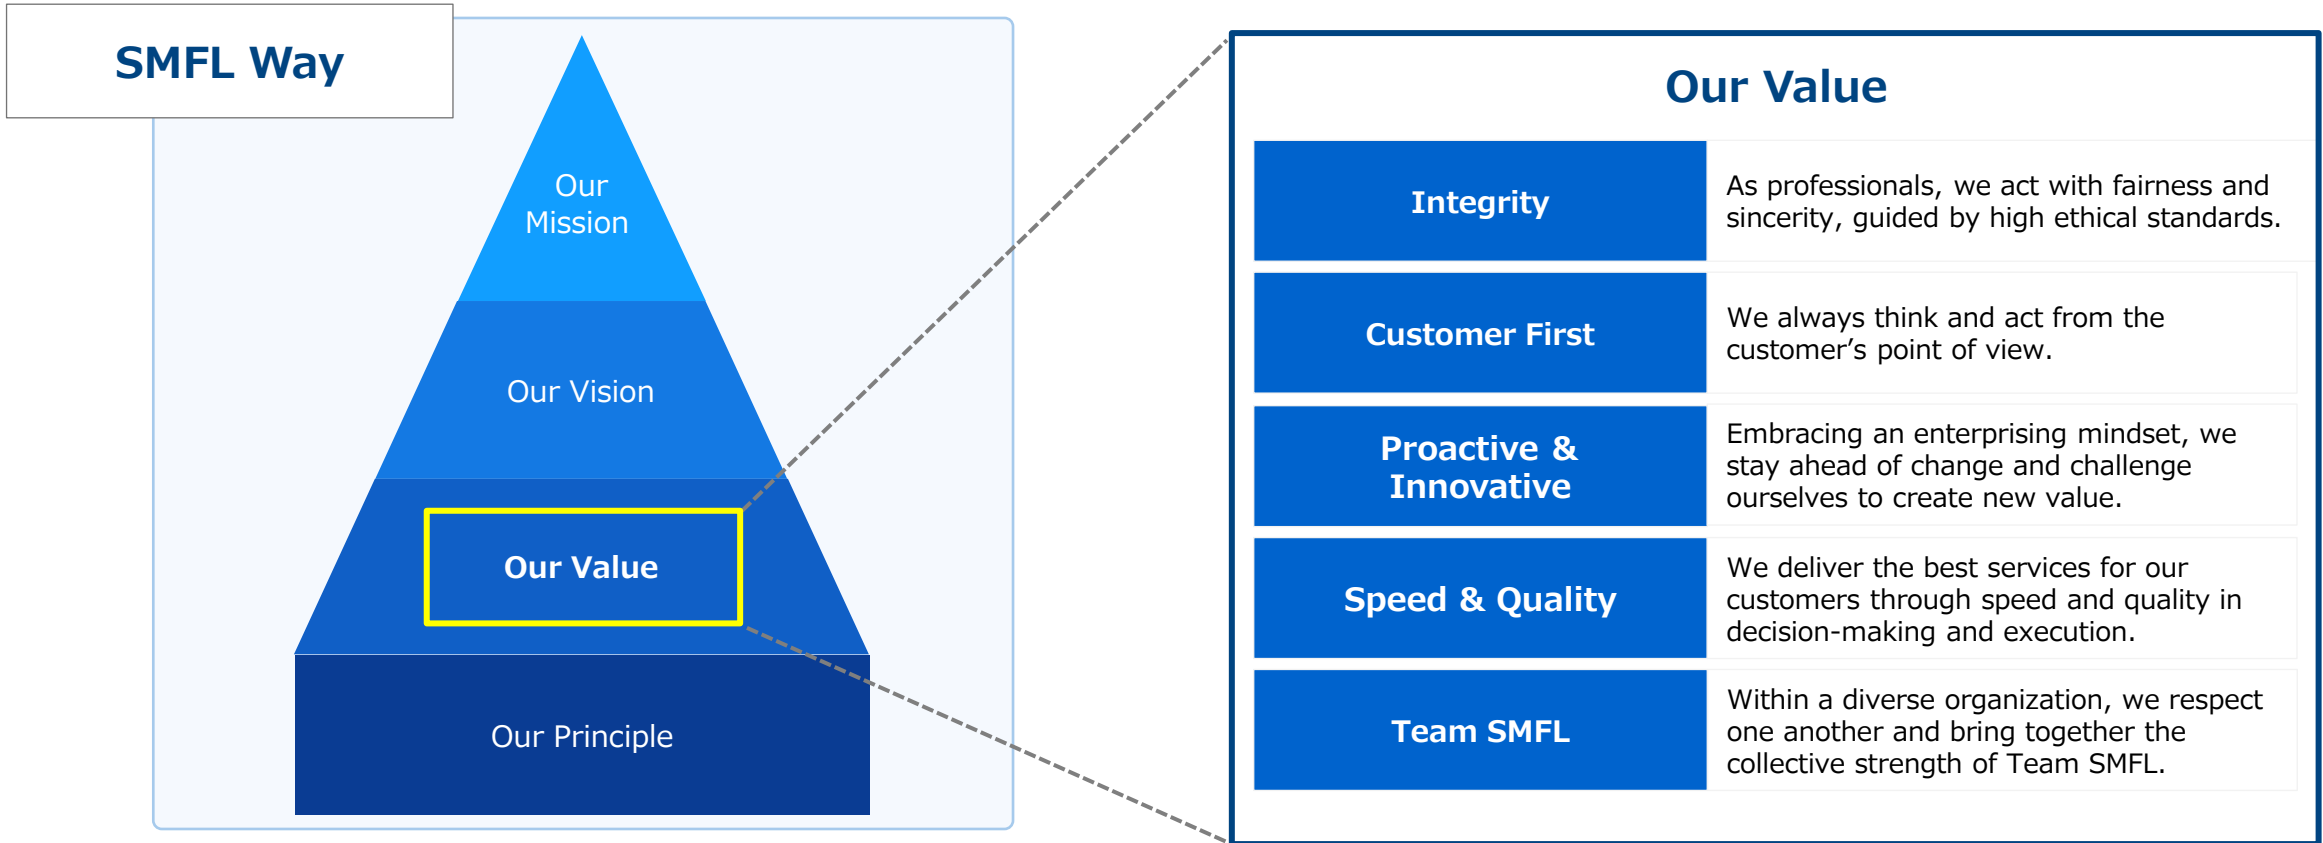 SMFL Way
Our
Mission
Our Vision
Our Value
Our Principle
Our Value
Integrity
As professionals, we act with fairness and
sincerity, guided by high ethical standards.
Customer First
We always think and act from the
customer’s point of view.
Proactive &
Innovative
Embracing an enterprising mindset, we
stay ahead of change and challenge
ourselves to create new value.
Speed & Quality
We deliver the best services for our
customers through speed and quality in
decision-making and execution.
Team SMFL
Within a diverse organization, we respect
one another and bring together the
collective strength of Team SMFL.